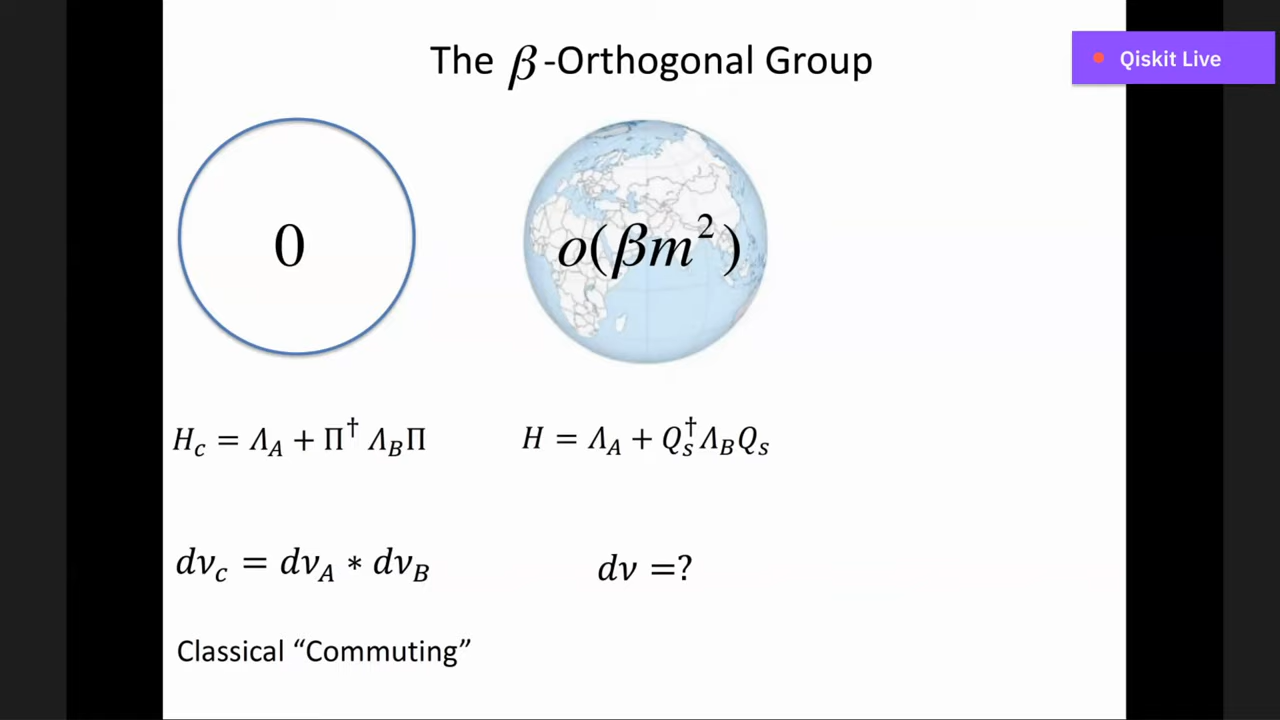 The β-Orthogonal Group
Qiskit Live
0
o(βm²)
H_c = Λ_A + Π† Λ_B Π
H = Λ_A + Q_s† Λ_B Q_s
dν_c = dν_A * dν_B
dν =?
Classical “Commuting”